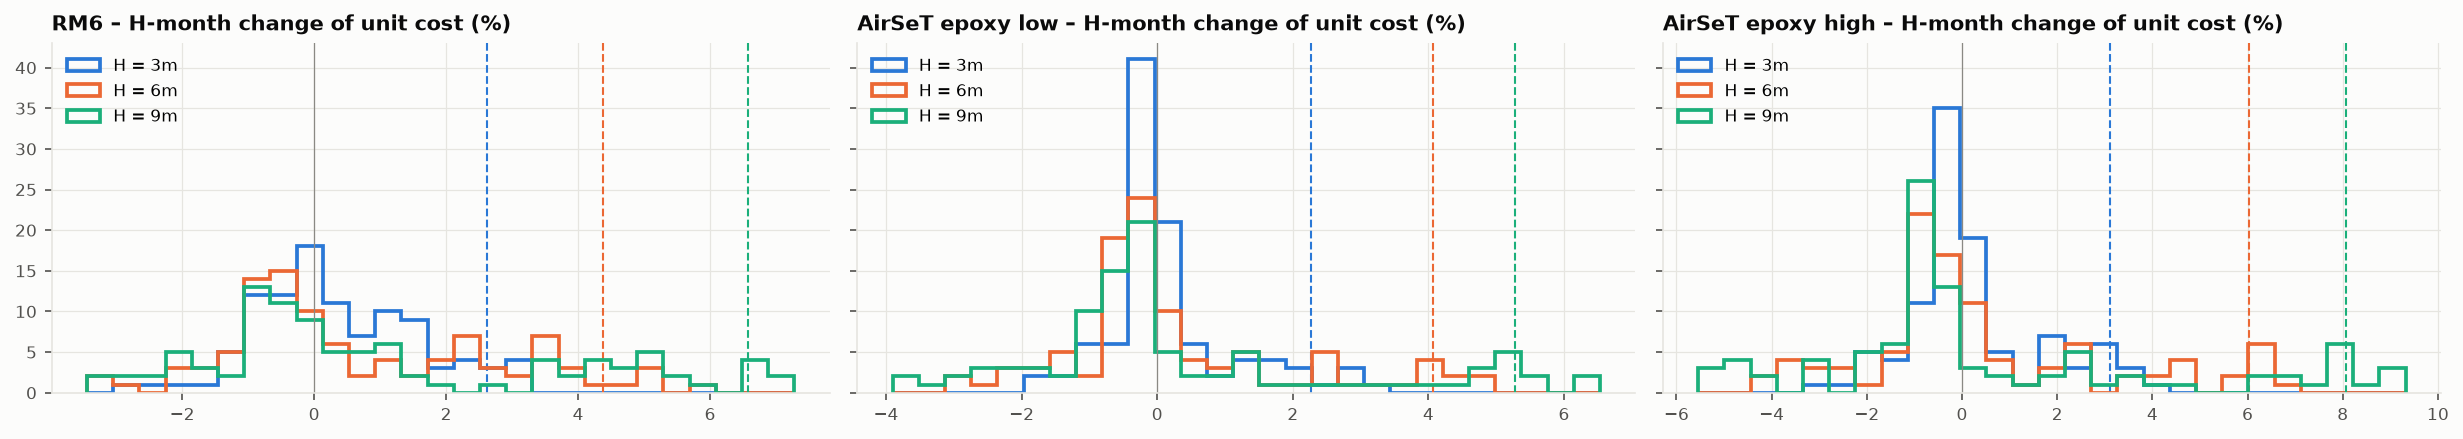 RM6 – H-month change of unit cost (%)
H = 3m
H = 6m
H = 9m
40
35
30
25
20
15
10
5
0
−2
0
2
4
6
AirSeT epoxy low – H-month change of unit cost (%)
H = 3m
H = 6m
H = 9m
−4
−2
0
2
4
6
AirSeT epoxy high – H-month change of unit cost (%)
H = 3m
H = 6m
H = 9m
−6
−4
−2
0
2
4
6
8
10